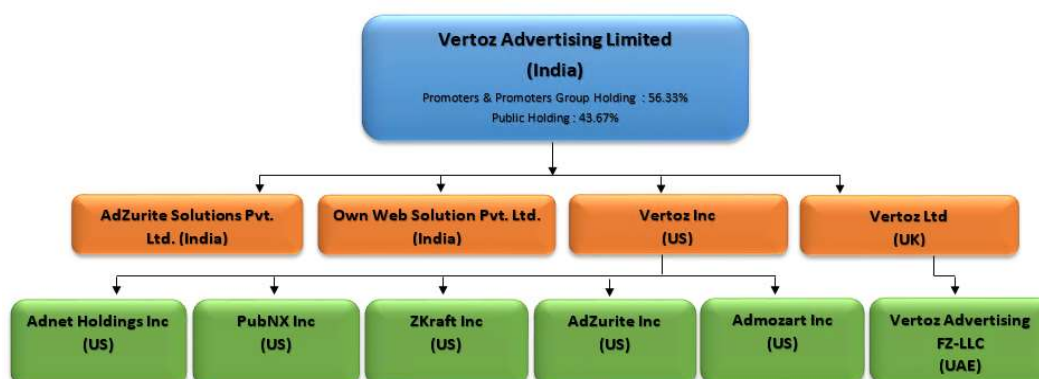 Vertoz Advertising Limited
(India)
Promoters & Promoters Group Holding : 56.33%
Public Holding : 43.67%
AdZurite Solutions Pvt.
Ltd. (India)
Own Web Solution Pvt. Ltd.
(India)
Vertoz Inc
(US)
Vertoz Ltd
(UK)
Adnet Holdings Inc
(US)
PubNX Inc
(US)
ZKraft Inc
(US)
AdZurite Inc
(US)
Admozart Inc
(US)
Vertoz Advertising
FZ-LLC
(UAE)